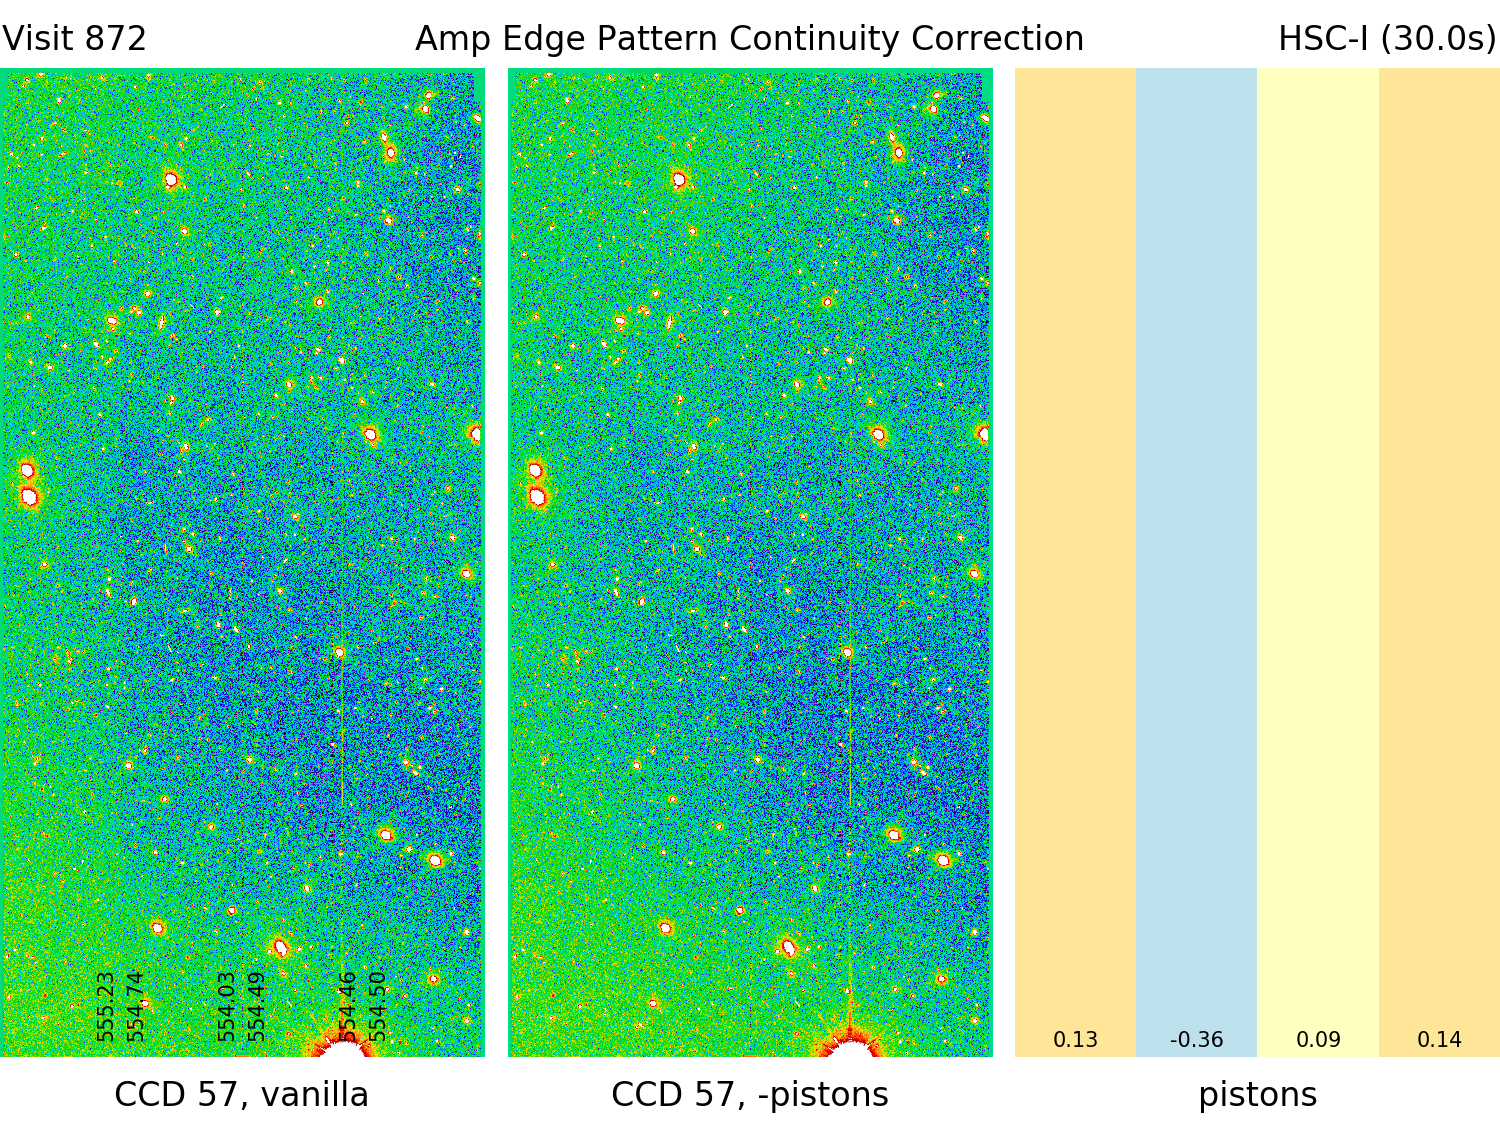 Visit 872 Amp Edge Pattern Continuity Correction HSC-I (30.0s)
555.23
554.74
554.03
554.49
554.46
554.50
0.13 -0.36 0.09 0.14
CCD 57, vanilla CCD 57, -pistons pistons